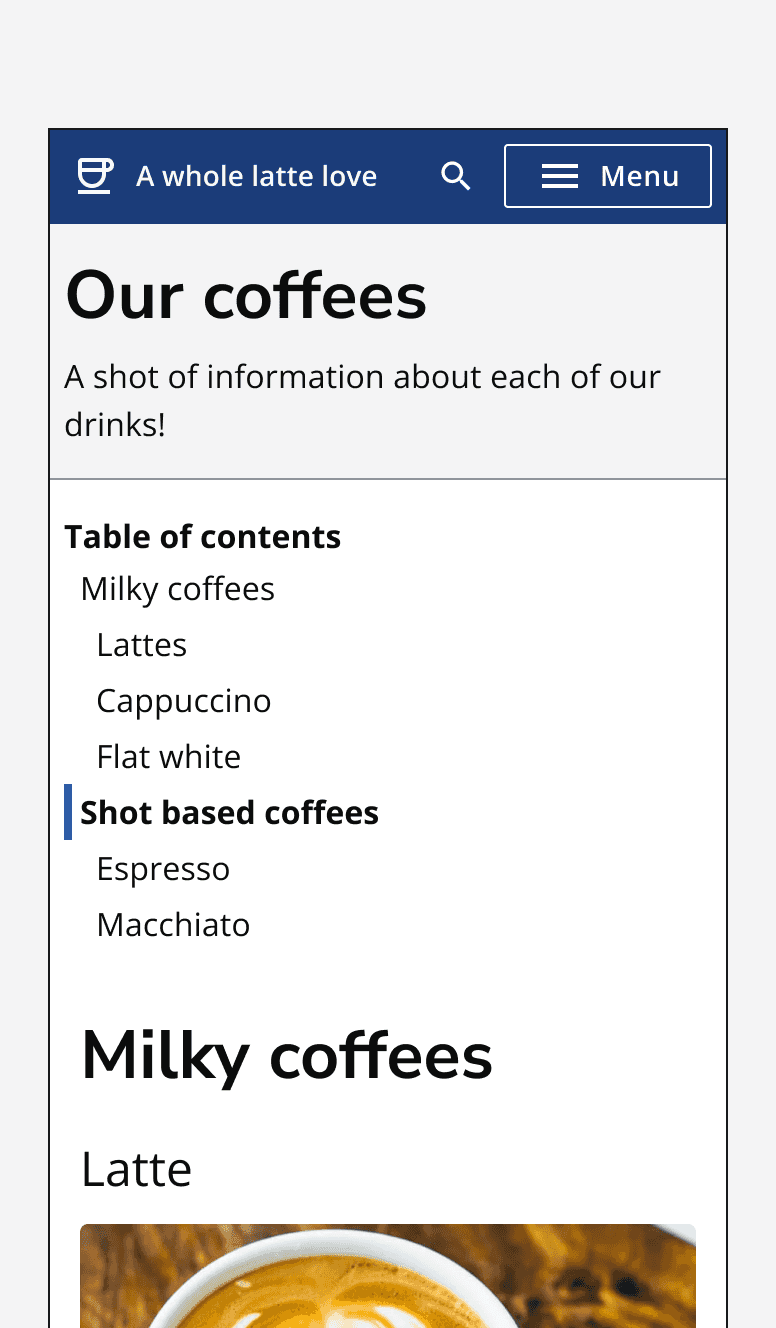 A whole latte love
Menu
Our coffees
A shot of information about each of our
drinks!
Table of contents
Milky coffees
Lattes
Cappuccino
Flat white
Shot based coffees
Espresso
Macchiato
Milky coffees
Latte